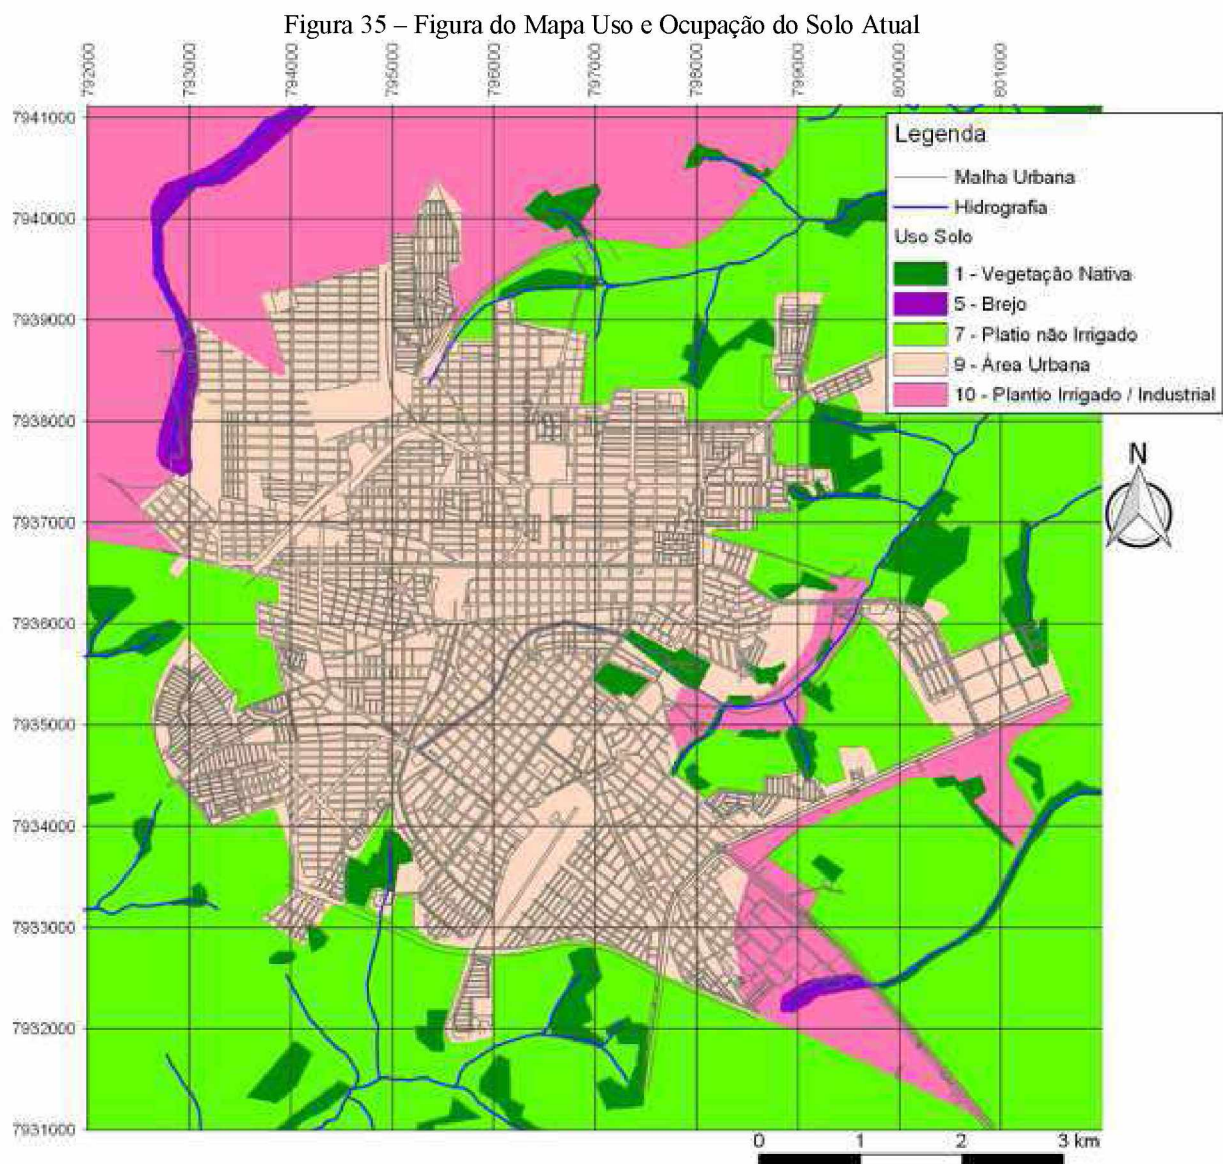 Figura 35 – Figura do Mapa Uso e Ocupação do Solo Atual
792000 793000 794000 795000 796000 797000 798000 799000 800000 801000
7941000
7940000
7939000
7938000
7937000
7936000
7935000
7934000
7933000
7932000
7931000
Legenda
Malha Urbana
Hidrografia
Uso Solo
1 - Vegetação Nativa
5 - Brejo
7 - Platio não Irrigado
9 - Área Urbana
10 - Plantio Irrigado / Industrial
N
0 1 2 3 km